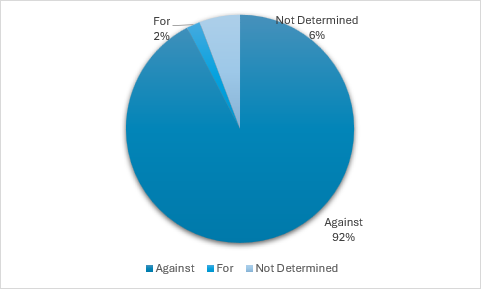 For
2%
Not Determined
6%
Against
92%
Against For Not Determined